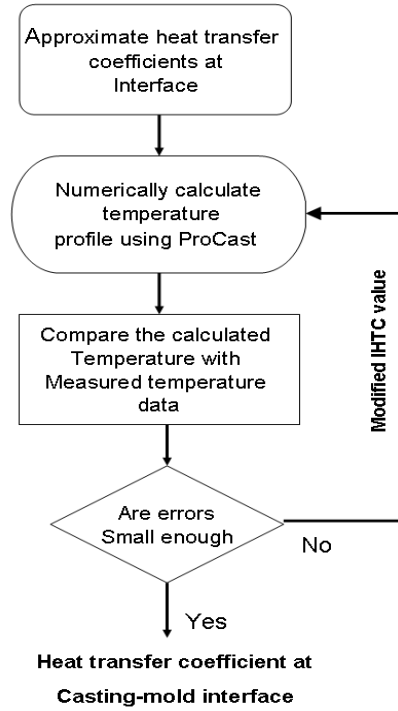 Approximate heat transfer
coefficients at
Interface
Numerically calculate
temperature
profile using ProCast
Compare the calculated
Temperature with
Measured temperature
data
Are errors
Small enough
No
Modified IHTC value
Yes
Heat transfer coefficient at
Casting-mold interface